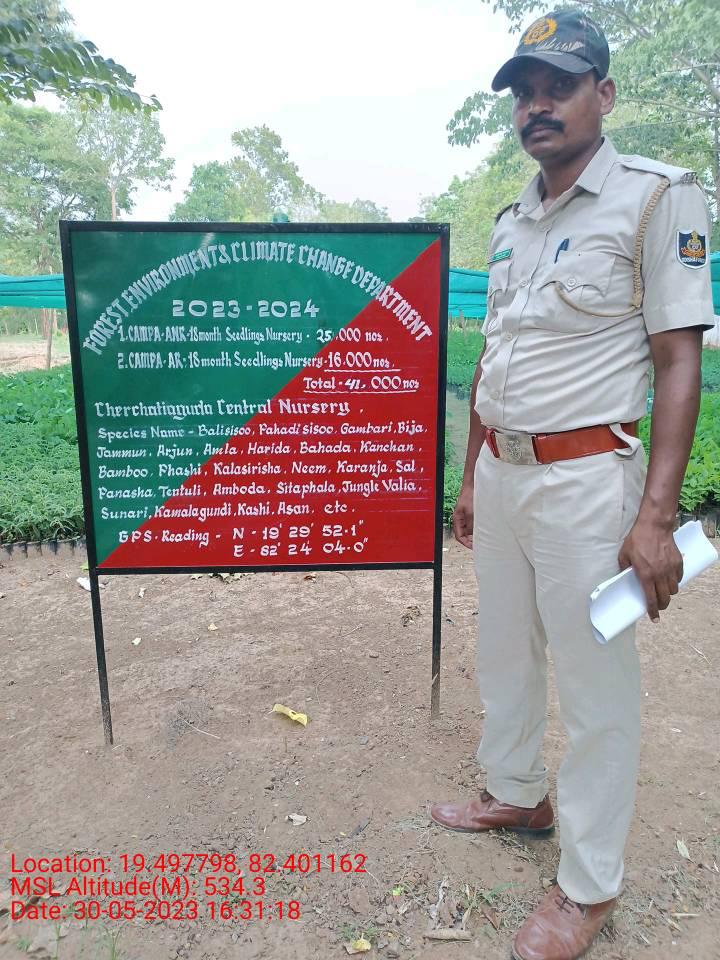 FOREST, ENVIRONMENT & CLIMATE CHANGE DEPARTMENT
2023-2024
1. CAMPA-ANR-18 month Seedlings Nursery - 25,000 nos.
2. CAMPA-AR-18 month Seedlings Nursery - 16,000 nos.
Total - 41,000 nos
Cherchatiaguda Central Nursery.
Species Name - Balisisoo, Pahadi sisoo, Gambari, Bija,
Jammun, Arjun, Amla, Harida, Bahada, Kanchan,
Bamboo, Phashi, Kalasirisha, Neem, Karanja, Sal,
Panasha, Tentuli, Amboda, Sitaphala, Jungle Valia,
Sunari, Kamalagundi, Kashi, Asan, etc.
GPS-Reading - N - 19° 29' 52.1"
E - 82° 24' 04.0"
Location: 19.497798, 82.401162
MSL Altitude(M): 534.3
Date: 30-05-2023 16:31:18